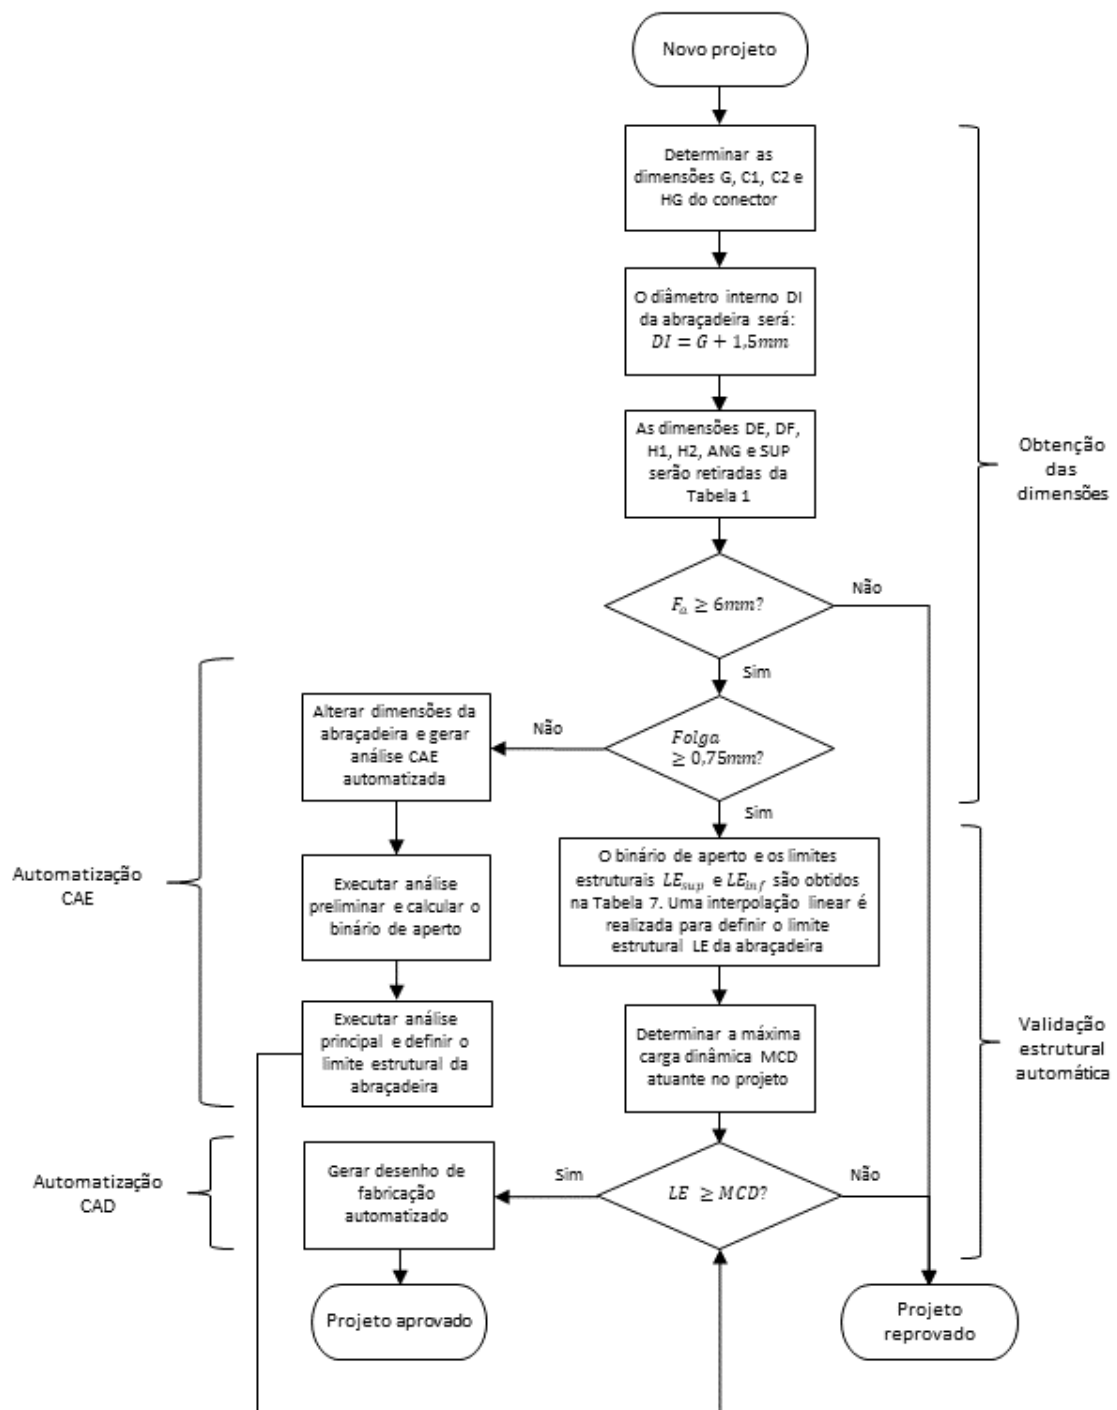 Novo projeto
Determinar as
dimensões G, C1, C2 e
HG do conector
O diâmetro interno DI
da abraçadeira será:
DI = G + 1,5mm
As dimensões DE, DF,
H1, H2, ANG e SUP
serão retiradas da
Tabela 1
Obtenção
das
dimensões
F_a ≥ 6mm?
Não
Sim
Folga
≥ 0,75mm?
Não
Sim
Alterar dimensões da
abraçadeira e gerar
análise CAE
automatizada
Executar análise
preliminar e calcular o
binário de aperto
Executar análise
principal e definir o
limite estrutural da
abraçadeira
Automatização
CAE
O binário de aperto e os limites
estruturais LE_sup e LE_inf são obtidos
na Tabela 7. Uma interpolação linear é
realizada para definir o limite
estrutural LE da abraçadeira
Determinar a máxima
carga dinâmica MCD
atuante no projeto
Validação
estrutural
automática
LE ≥ MCD?
Sim
Não
Gerar desenho de
fabricação
automatizado
Automatização
CAD
Projeto aprovado
Projeto
reprovado